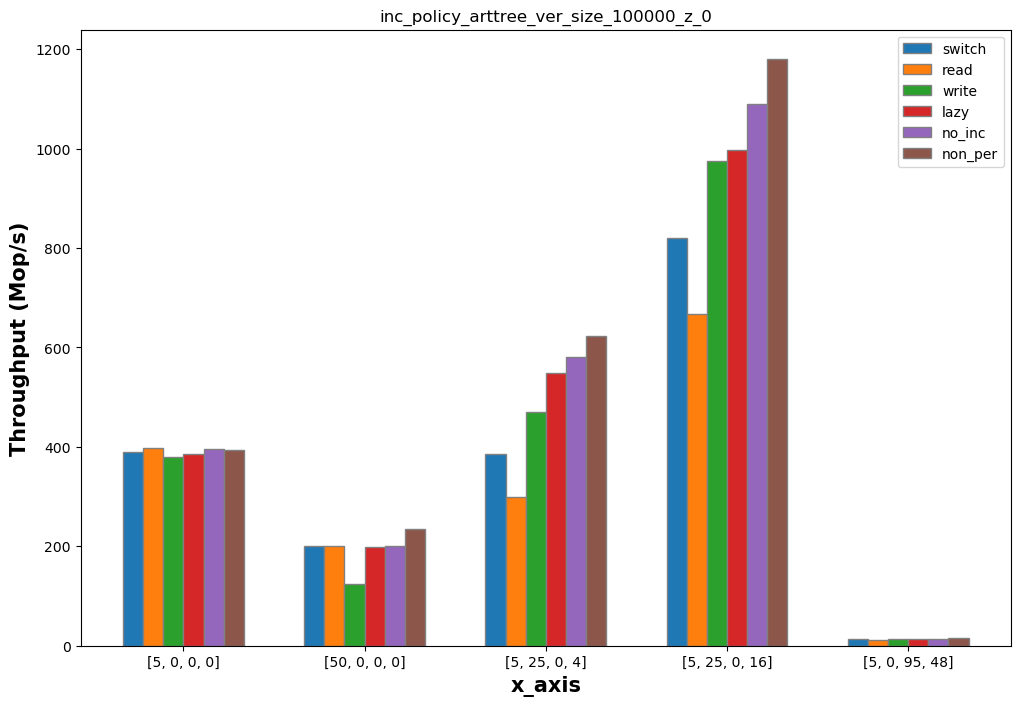 inc_policy_arttree_ver_size_100000_z_0
switch
read
write
lazy
no_inc
non_per
Throughput (Mop/s)
1200
1000
800
600
400
200
0
[5, 0, 0, 0]
[50, 0, 0, 0]
[5, 25, 0, 4]
[5, 25, 0, 16]
[5, 0, 95, 48]
x_axis